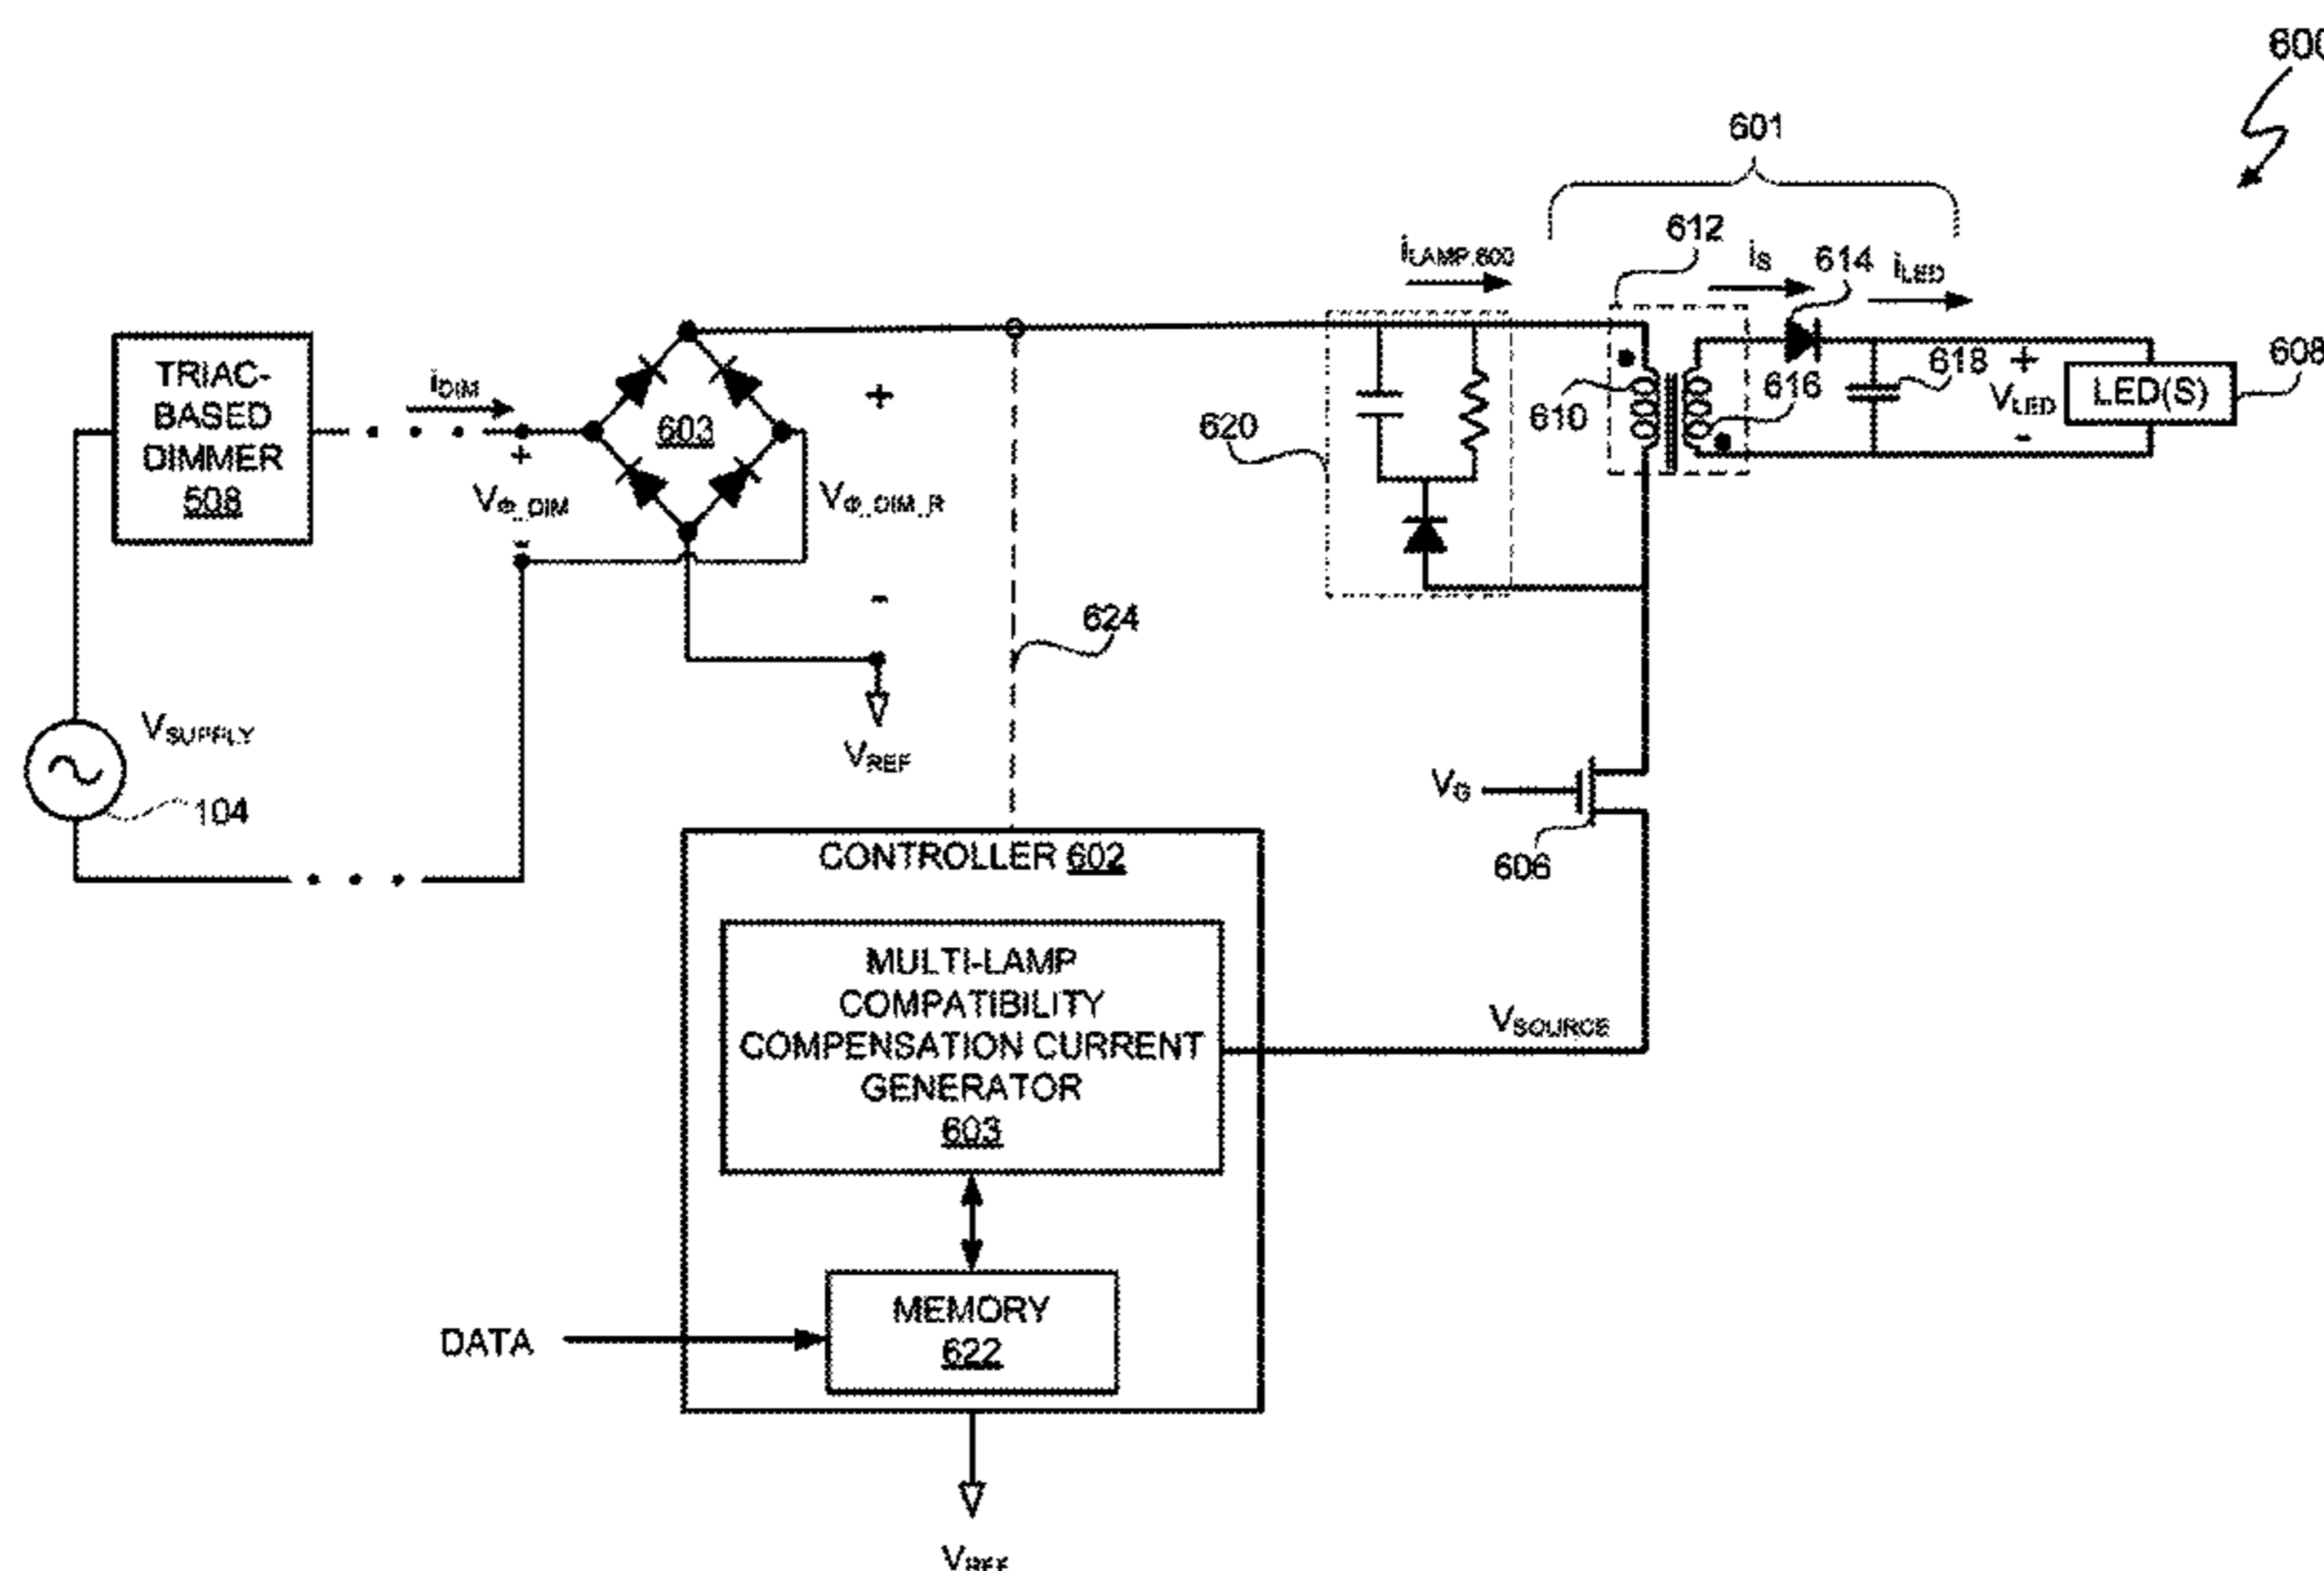 600
601
612
iLAMP,600
iS
614
iLED
TRIAC-
BASED
DIMMER
508
iDIM
603
+
+
VΦ_DIM
-
VΦ_DIM_R
-
620
610
616
618
+
VLED
-
LED(S)
608
624
VSUPPLY
104
VREF
VG
606
CONTROLLER 602
MULTI-LAMP
COMPATIBILITY
COMPENSATION CURRENT
GENERATOR
603
VSOURCE
MEMORY
622
DATA
VREF